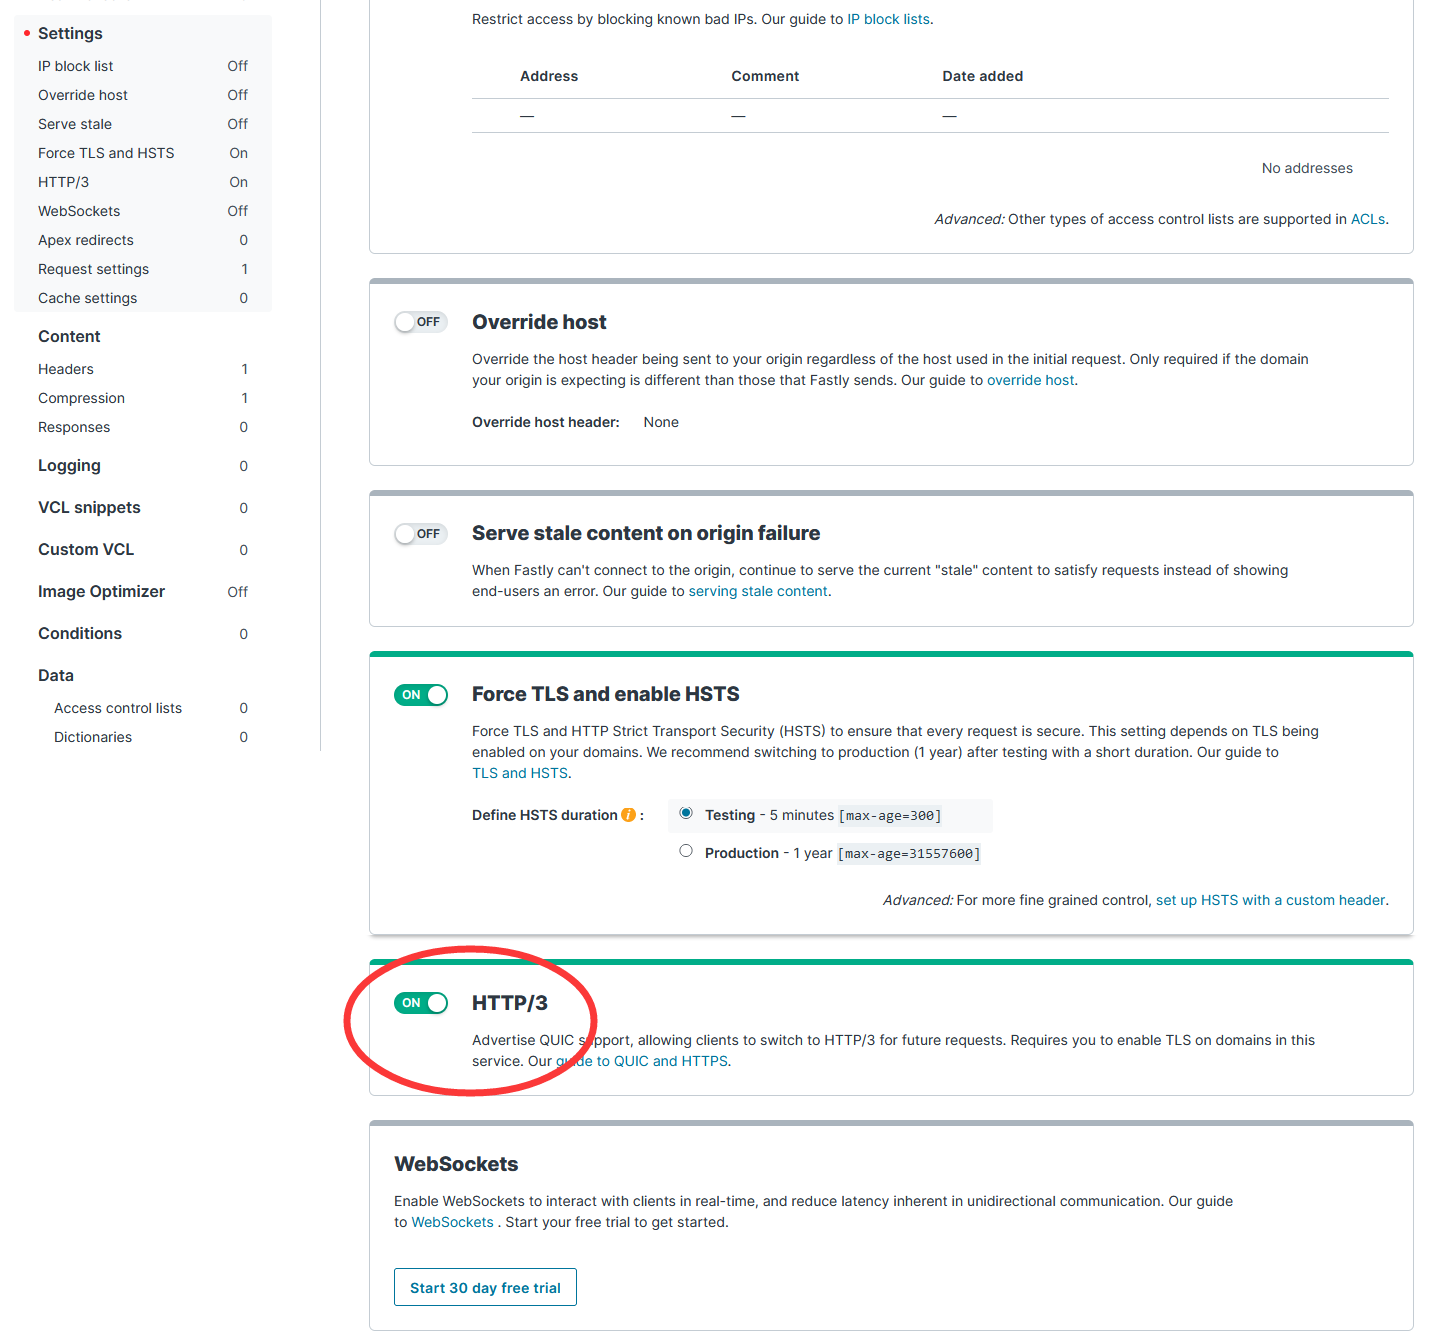 Settings
IP block list Off
Override host Off
Serve stale Off
Force TLS and HSTS On
HTTP/3 On
WebSockets Off
Apex redirects 0
Request settings 1
Cache settings 0
Content
Headers 1
Compression 1
Responses 0
Logging 0
VCL snippets 0
Custom VCL 0
Image Optimizer Off
Conditions 0
Data
Access control lists 0
Dictionaries 0
Restrict access by blocking known bad IPs. Our guide to IP block lists.
Address Comment Date added
— — —
No addresses
Advanced: Other types of access control lists are supported in ACLs.
OFF Override host
Override the host header being sent to your origin regardless of the host used in the initial request. Only required if the domain
your origin is expecting is different than those that Fastly sends. Our guide to override host.
Override host header: None
OFF Serve stale content on origin failure
When Fastly can't connect to the origin, continue to serve the current "stale" content to satisfy requests instead of showing
end-users an error. Our guide to serving stale content.
ON Force TLS and enable HSTS
Force TLS and HTTP Strict Transport Security (HSTS) to ensure that every request is secure. This setting depends on TLS being
enabled on your domains. We recommend switching to production (1 year) after testing with a short duration. Our guide to
TLS and HSTS.
Define HSTS duration i : Testing - 5 minutes [max-age=300]
Production - 1 year [max-age=31557600]
Advanced: For more fine grained control, set up HSTS with a custom header.
ON HTTP/3
Advertise QUIC support, allowing clients to switch to HTTP/3 for future requests. Requires you to enable TLS on domains in this
service. Our guide to QUIC and HTTPS.
WebSockets
Enable WebSockets to interact with clients in real-time, and reduce latency inherent in unidirectional communication. Our guide
to WebSockets . Start your free trial to get started.
Start 30 day free trial